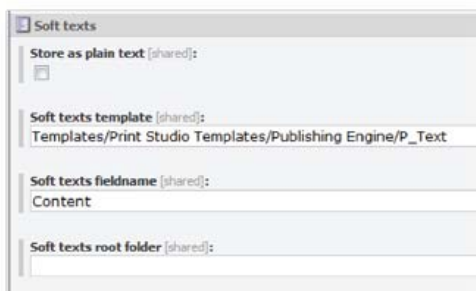 Soft texts
Store as plain text [shared]:
Soft texts template [shared]:
Templates/Print Studio Templates/Publishing Engine/P_Text
Soft texts fieldname [shared]:
Content
Soft texts root folder [shared]: